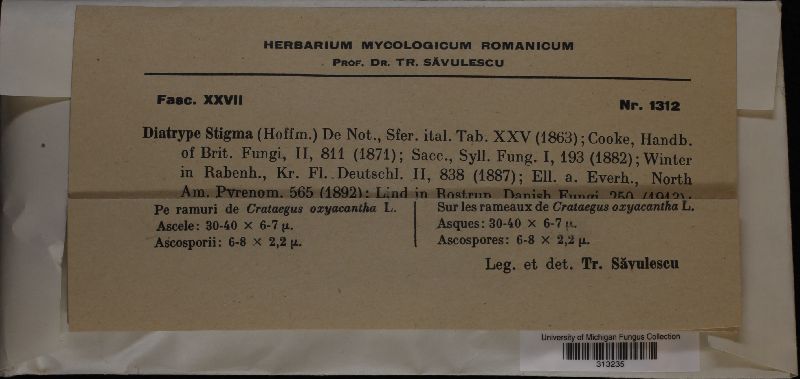 HERBARIUM MYCOLOGICUM ROMANICUM
PROF. DR. TR. SĂVULESCU
Fasc. XXVII
Nr. 1312
Diatrype Stigma (Hoffm.) De Not., Sfer. ital. Tab. XXV (1863); Cooke, Handb.
of Brit. Fungi, II, 811 (1871); Sacc., Syll. Fung. I, 193 (1882); Winter
in Rabenh., Kr. Fl. Deutschl. II, 838 (1887); Ell. a. Everh., North
Am. Pyrenom. 565 (1892); Lind in Rostrup, Danish Fungi, 250 (1913);
Pe ramuri de Crataegus oxyacantha L.
Ascele: 30-40 × 6-7 µ.
Ascosporii: 6-8 × 2,2 µ.
Sur les rameaux de Crataegus oxyacantha L.
Asques: 30-40 × 6-7 µ.
Ascospores: 6-8 × 2,2 µ.
Leg. et det. Tr. Săvulescu
University of Michigan Fungus Collection
313235